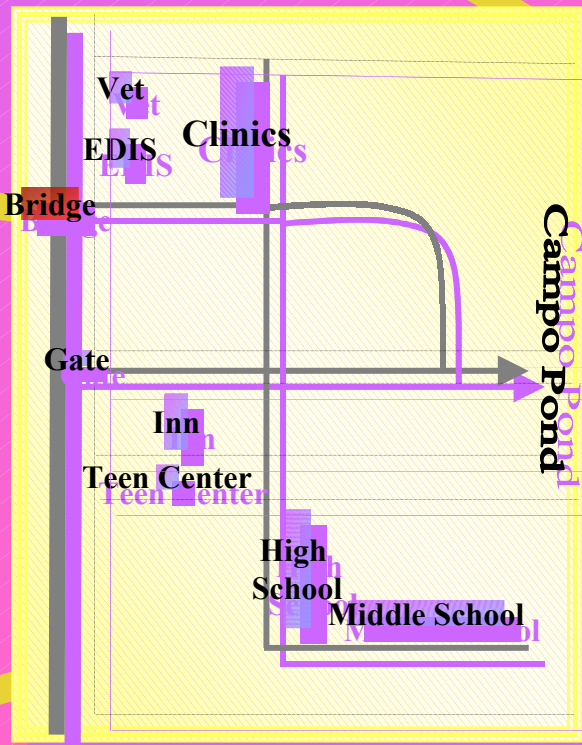 Vet
Clinics
EDIS
Bridge
Campo Pond
Gate
Inn
Teen Center
High
School
Middle School